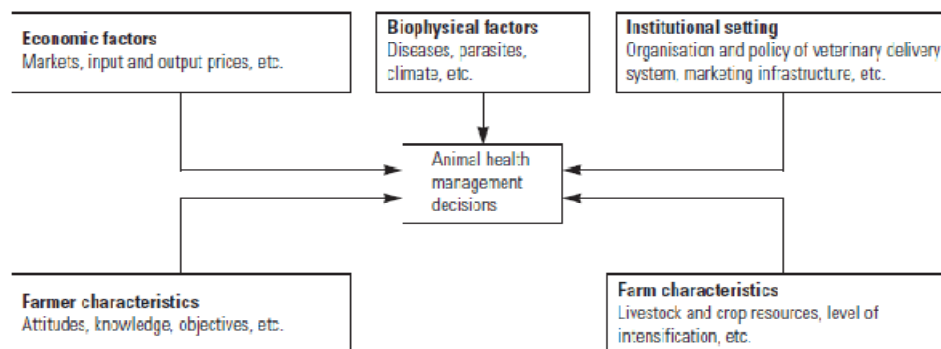 Economic factors
Markets, input and output prices, etc.
Biophysical factors
Diseases, parasites,
climate, etc.
Institutional setting
Organisation and policy of veterinary delivery
system, marketing infrastructure, etc.
Animal health
management
decisions
Farmer characteristics
Attitudes, knowledge, objectives, etc.
Farm characteristics
Livestock and crop resources, level of
intensification, etc.